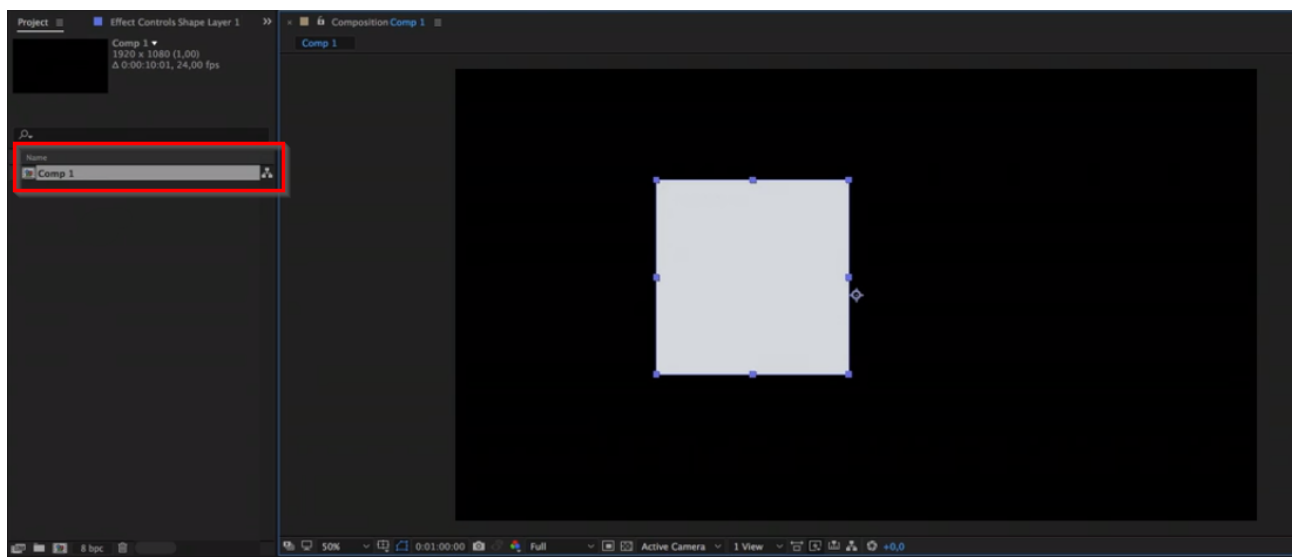 Project
Effect Controls Shape Layer 1
Composition Comp 1
Comp 1
1920 x 1080 (1,00)
Δ 0:00:10:01, 24,00 fps
Comp 1
Name
Comp 1
8 bpc
50%
0:01:00:00
Full
Active Camera
1 View
+0,0